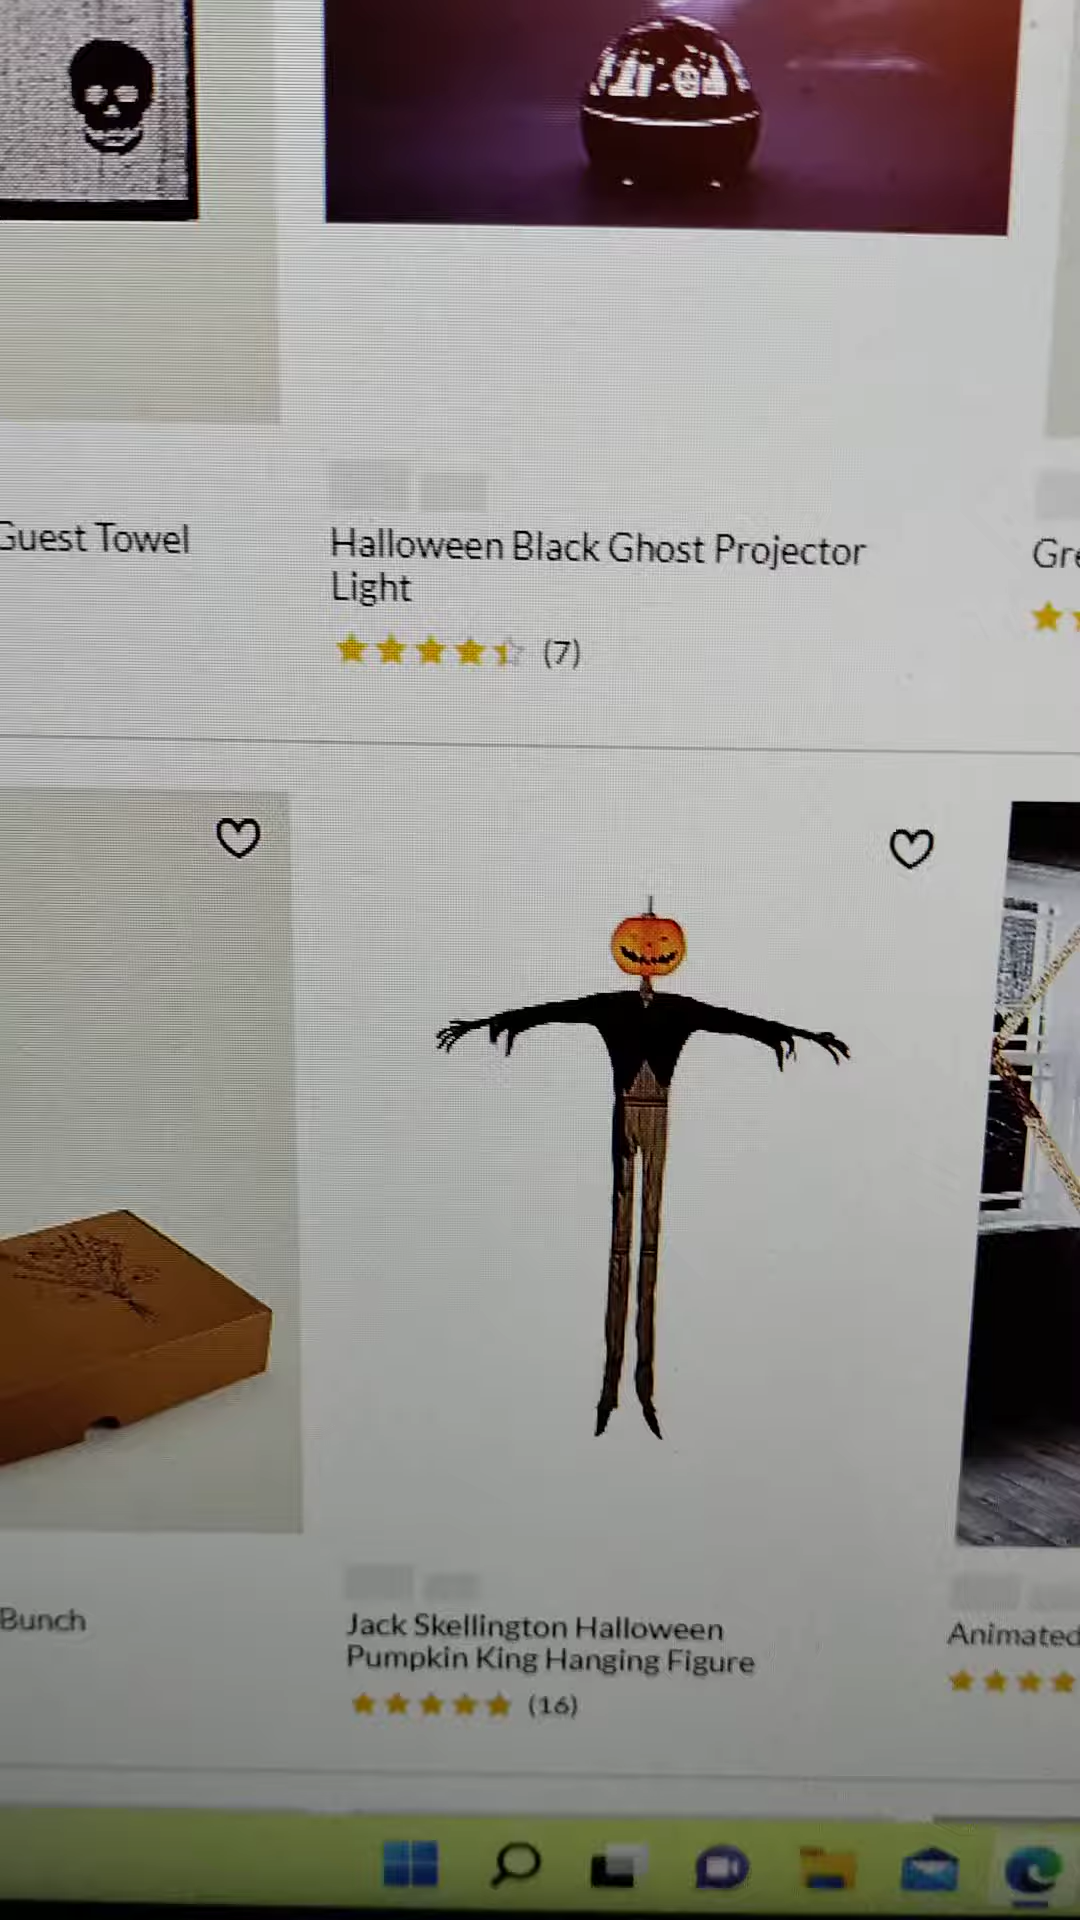 Guest Towel
Halloween Black Ghost Projector
Light
(7)
Bunch
Jack Skellington Halloween
Pumpkin King Hanging Figure
(16)
Animated